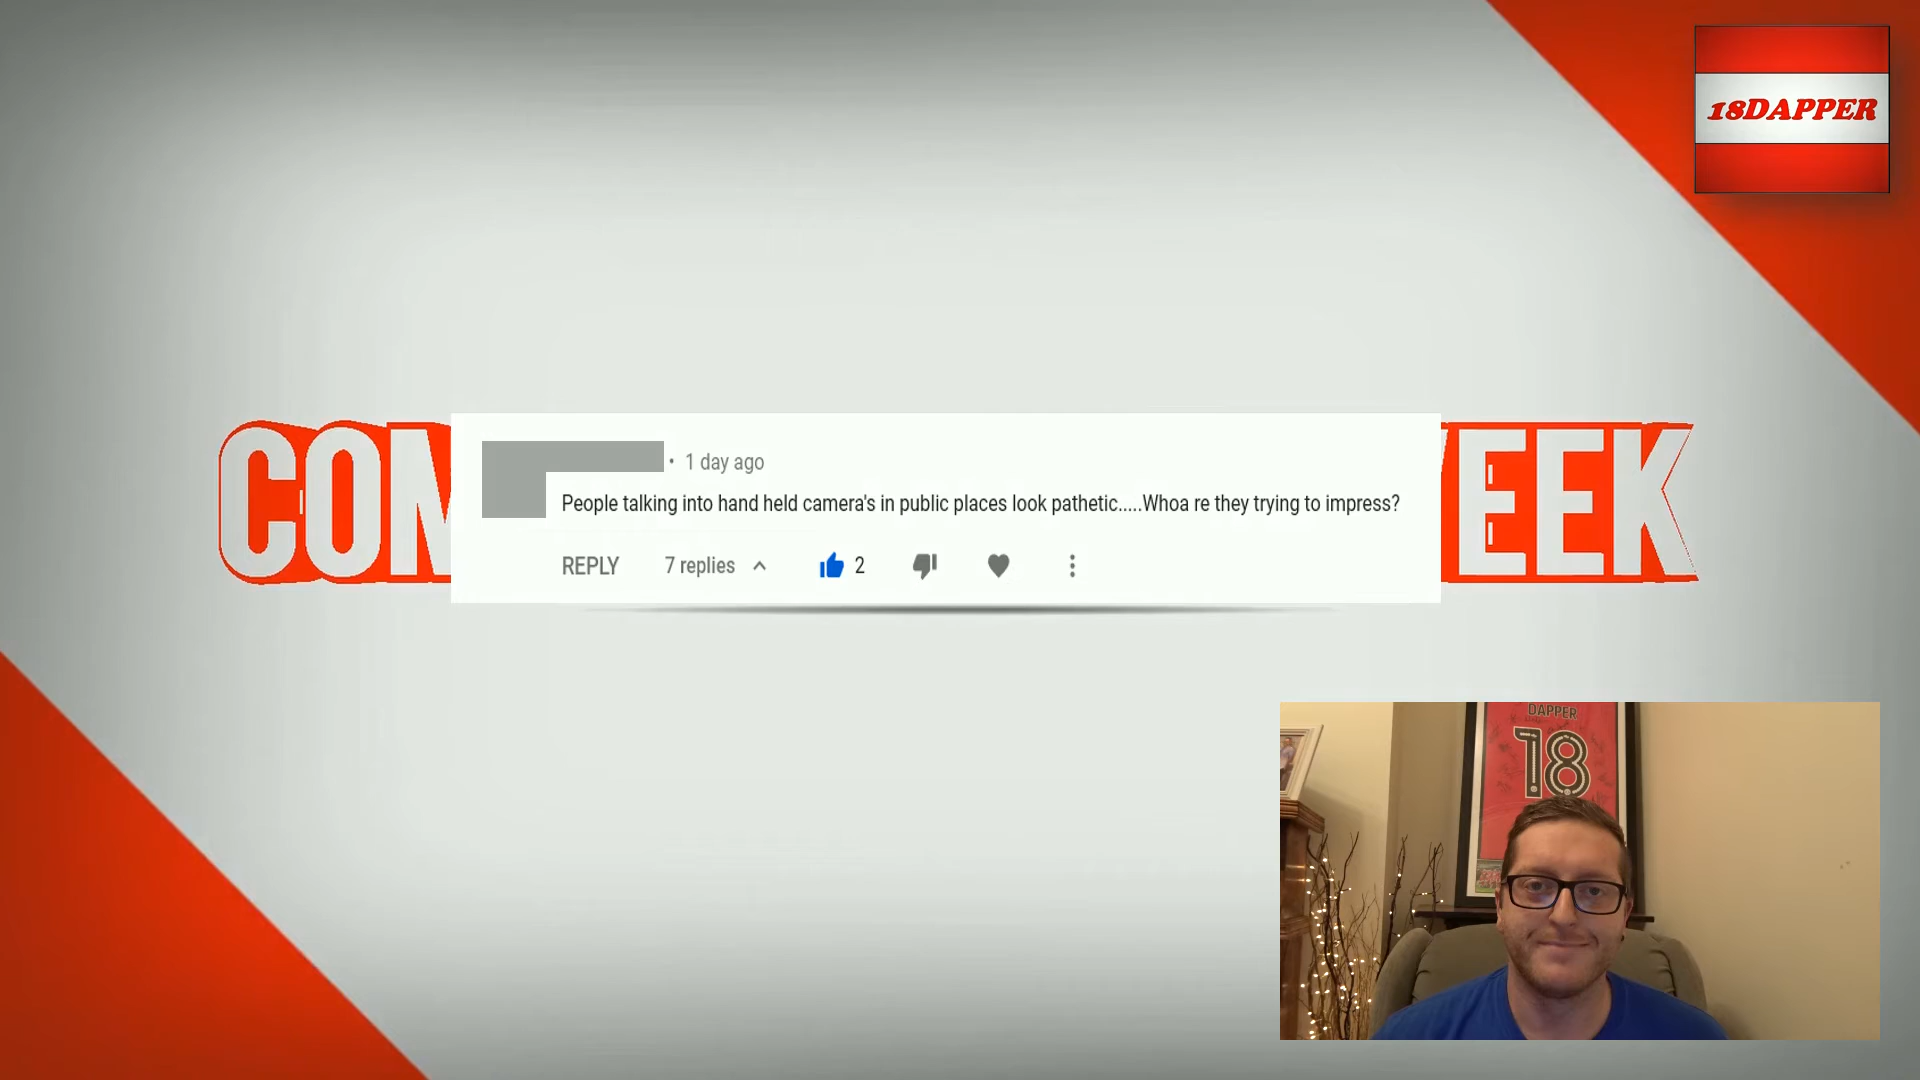 18DAPPER
COM
EEK
1 day ago
People talking into hand held camera's in public places look pathetic.....Whoa re they trying to impress?
REPLY 7 replies 2
DAPPER
18